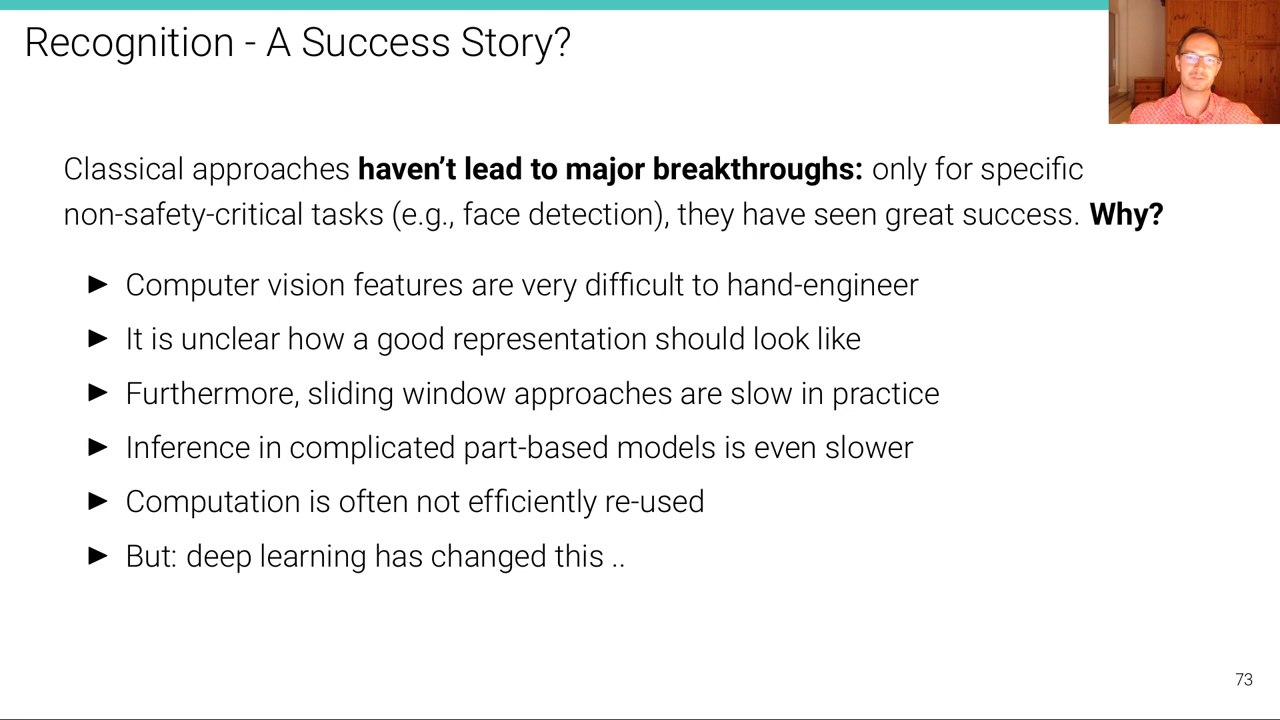 Recognition - A Success Story?
Classical approaches haven't lead to major breakthroughs: only for specific
non-safety-critical tasks (e.g., face detection), they have seen great success. Why?
► Computer vision features are very difficult to hand-engineer
► It is unclear how a good representation should look like
► Furthermore, sliding window approaches are slow in practice
► Inference in complicated part-based models is even slower
► Computation is often not efficiently re-used
► But: deep learning has changed this ..
73